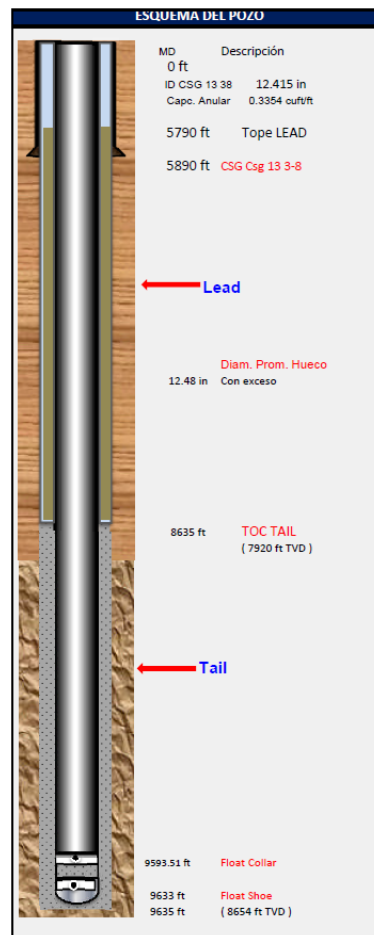 ESQUEMA DEL POZO
MD Descripción
0 ft
ID CSG 13 38 12.415 in
Capc. Anular 0.3354 cuft/ft
5790 ft Tope LEAD
5890 ft CSG Csg 13 3-8
Lead
Diam. Prom. Hueco
12.48 in Con exceso
8635 ft TOC TAIL
( 7920 ft TVD )
Tail
9593.51 ft Float Collar
9633 ft Float Shoe
9635 ft ( 8654 ft TVD )